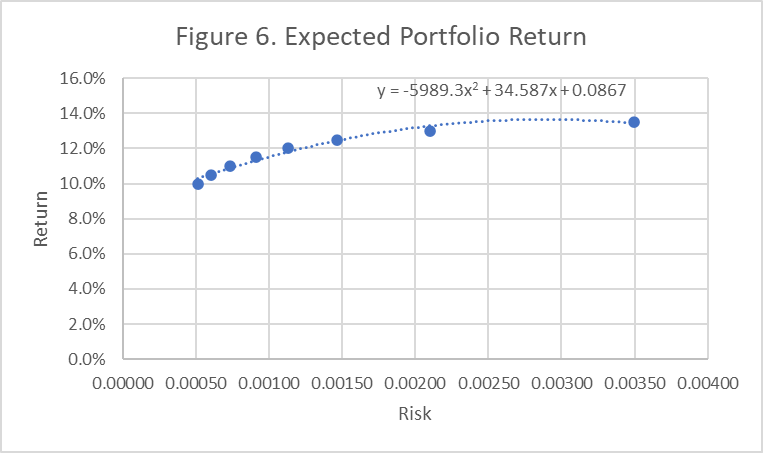 Figure 6. Expected Portfolio Return
y = -5989.3x² + 34.587x + 0.0867
16.0%
14.0%
12.0%
10.0%
8.0%
6.0%
4.0%
2.0%
0.0%
Return
0.00000 0.00050 0.00100 0.00150 0.00200 0.00250 0.00300 0.00350 0.00400
Risk